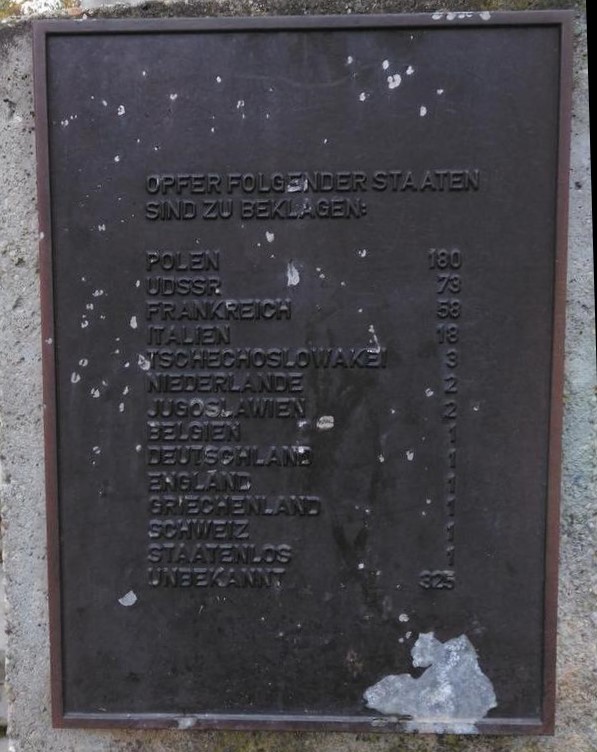 OPFER FOLGENDER STAATEN
SIND ZU BEKLAGEN:
POLEN 180
UDSSR 73
FRANKREICH 58
ITALIEN 18
TSCHECHOSLOWAKEI 3
NIEDERLANDE 2
JUGOSLAWIEN 2
BELGIEN 1
DEUTSCHLAND 1
ENGLAND 1
GRIECHENLAND 1
SCHWEIZ 1
STAATENLOS 1
UNBEKANNT 325